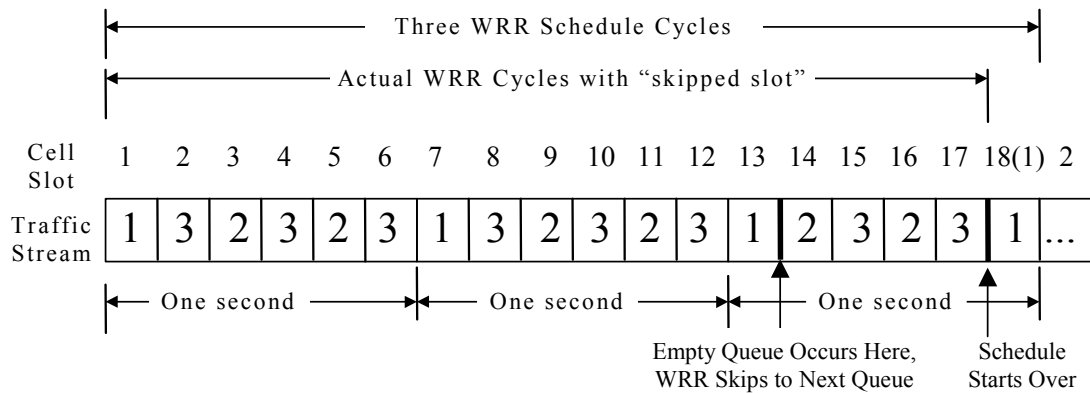 Three WRR Schedule Cycles
Actual WRR Cycles with “skipped slot”
Cell
Slot
1 2 3 4 5 6 7 8 9 10 11 12 13 14 15 16 17 18(1) 2
Traffic
Stream
1 3 2 3 2 3 1 3 2 3 2 3 1 2 3 2 3 1 ...
One second One second One second
Empty Queue Occurs Here,
WRR Skips to Next Queue
Schedule
Starts Over